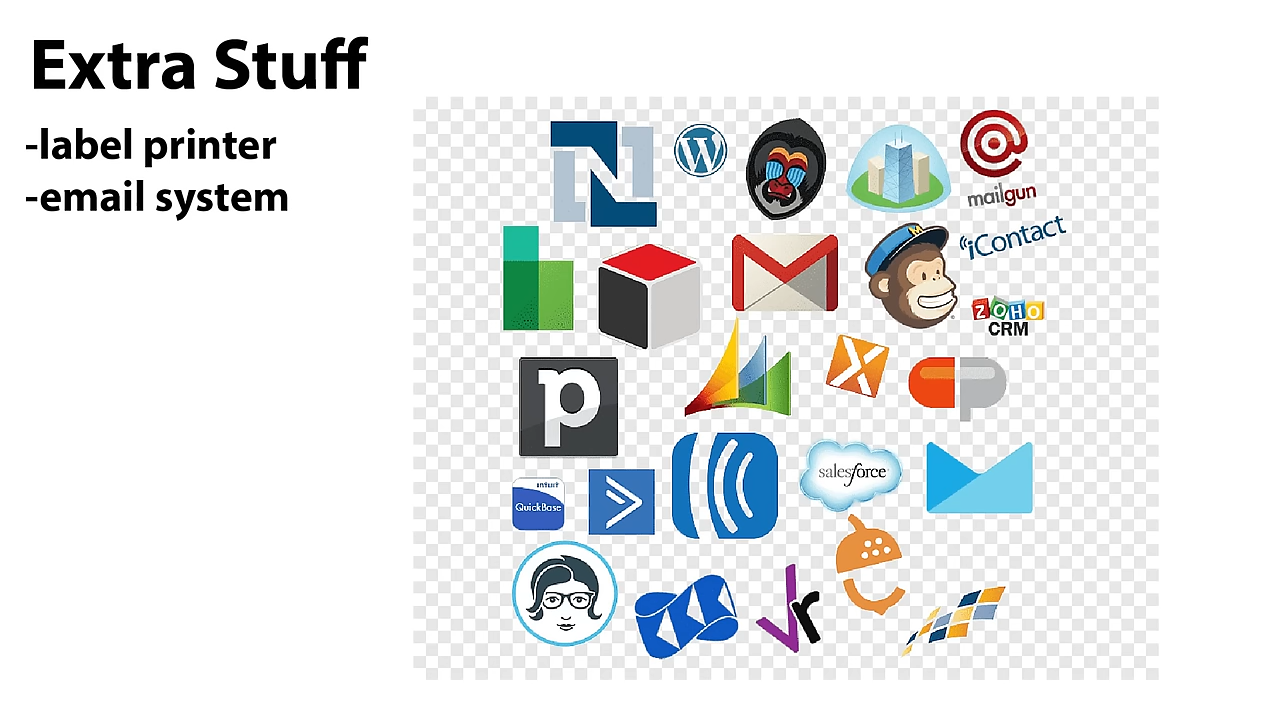 Extra Stuff
-label printer
-email system
mailgun
iContact
ZOHO
CRM
salesforce
intuit
QuickBase